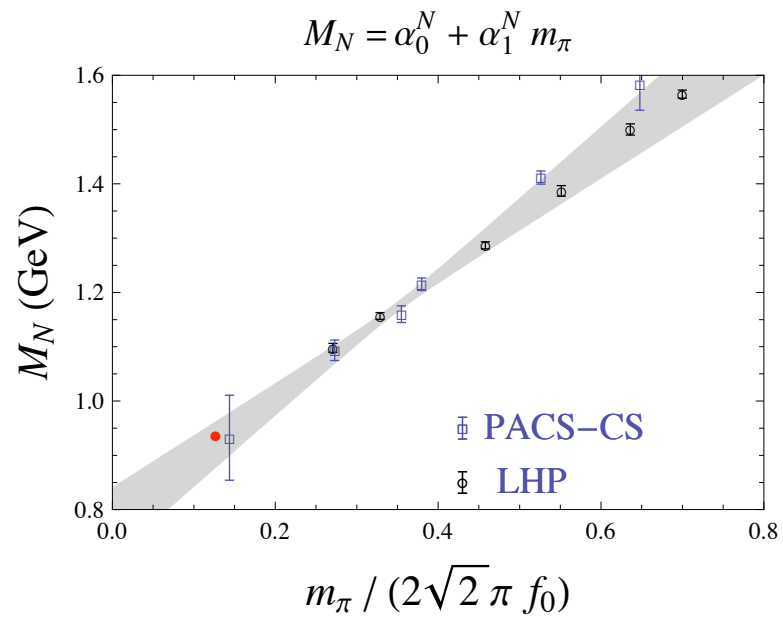 M_N = α_0^N + α_1^N m_π
1.6
1.4
1.2
1.0
0.8
M_N (GeV)
PACS−CS
LHP
0.0 0.2 0.4 0.6 0.8
m_π / (2√2 π f_0)